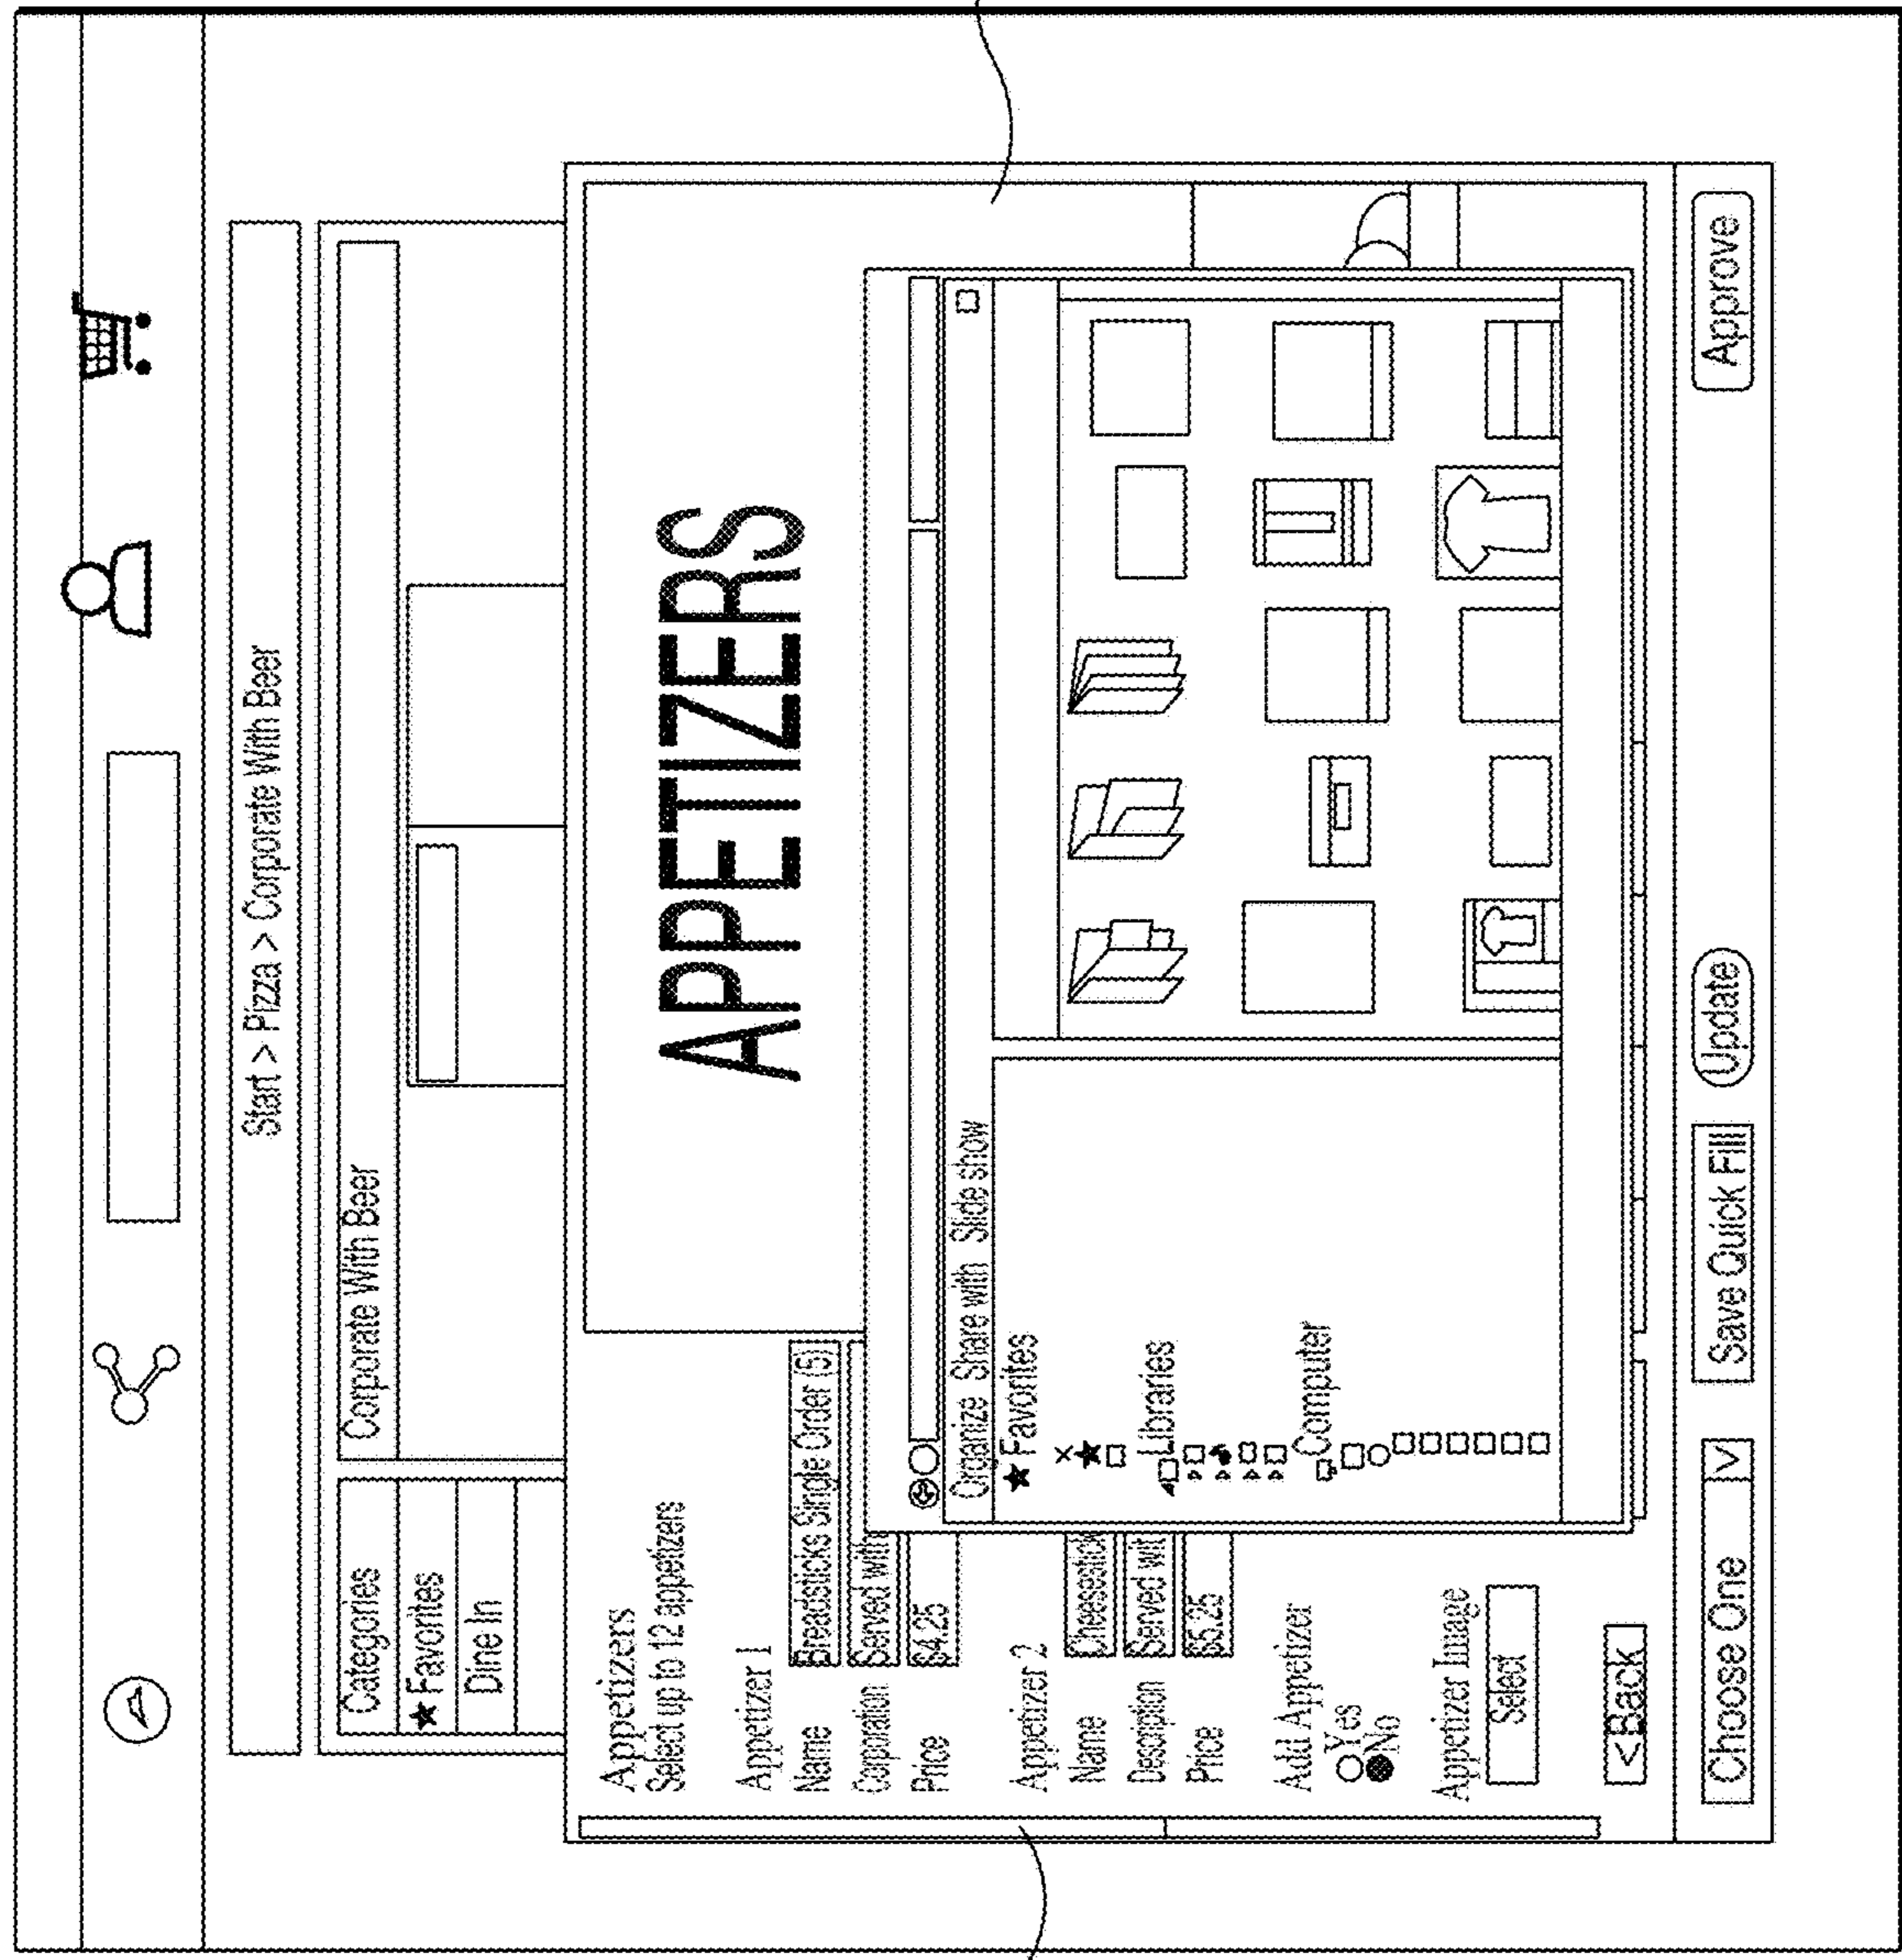 Start > Pizza > Corporate With Beer
Categories
★ Favorites
Dine In
Corporate With Beer
Appetizers
Select up to 12 appetizers
Appetizer 1
Name Breadsticks Single Order (5)
Corporation Served with
Price $4.25
Appetizer 2
Name Cheesestick
Description Served wit
Price $5.25
Add Appetizer
Yes
No
Appetizer Image
Select
<Back
APPETIZERS
Organize Share with Slide show
★ Favorites
Libraries
Computer
Choose One V Save Quick Fill Update Approve